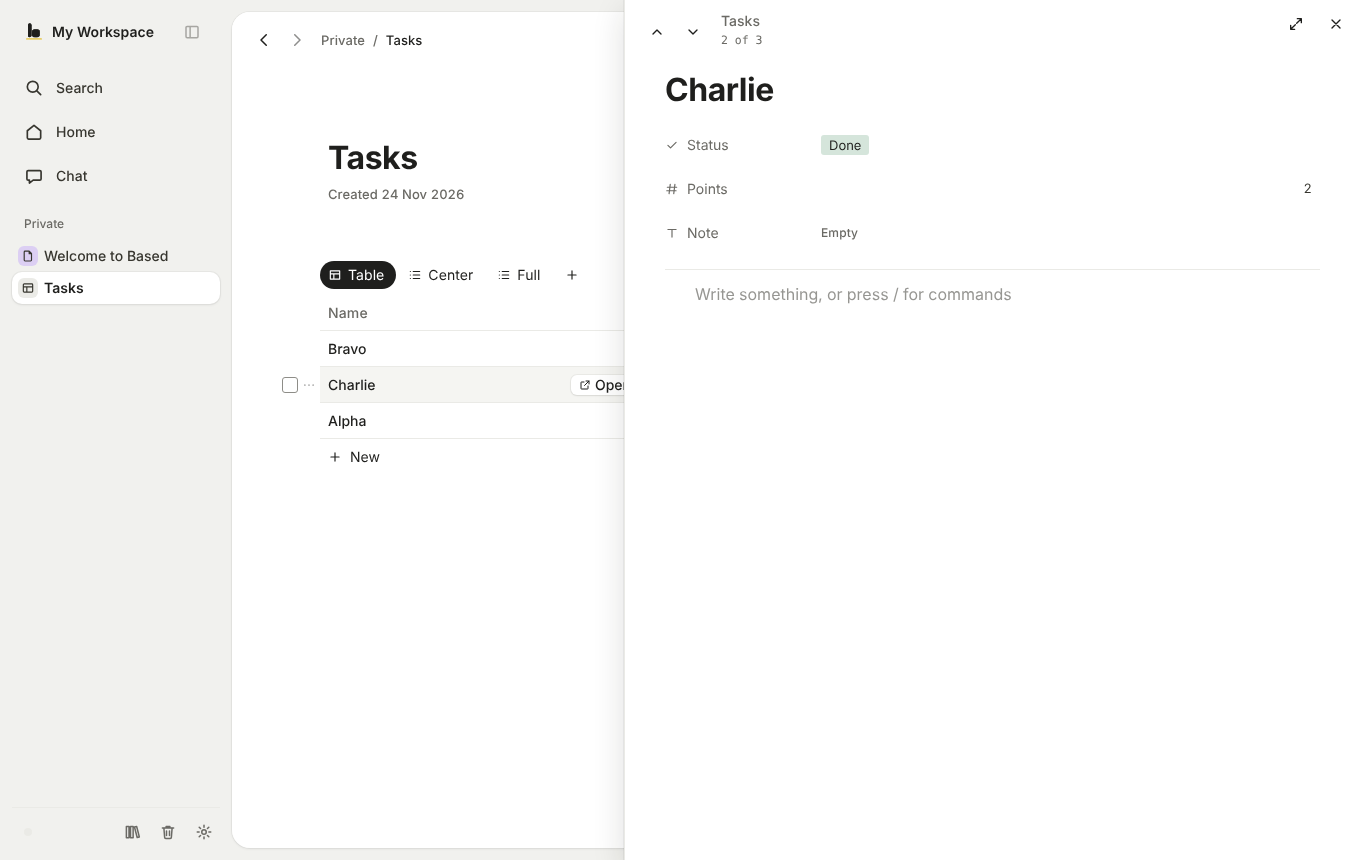 My Workspace
Search
Home
Chat
Private
Welcome to Based
Tasks
Private / Tasks
Tasks
Created 24 Nov 2026
Table
Center
Full
Name
Bravo
Charlie
Open
Alpha
New
Tasks
2 of 3
Charlie
Status
Done
Points
2
Note
Empty
Write something, or press / for commands